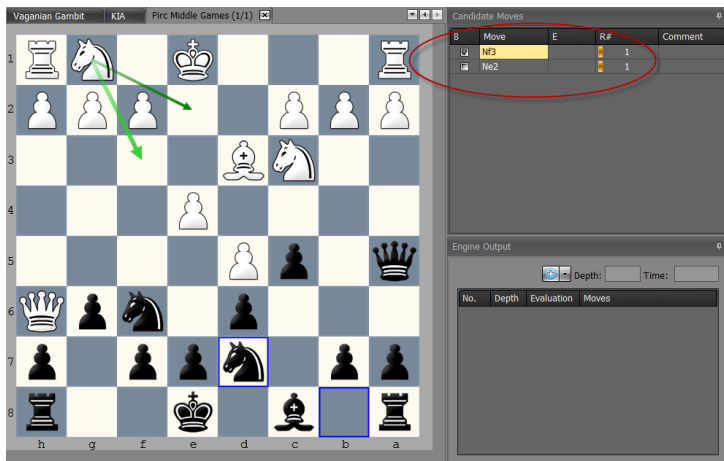 Vaganian Gambit KIA Pirc Middle Games (1/1)
Candidate Moves
B Move E R# Comment
Nf3 1
Ne2 1
1
2
3
4
5
6
7
8
h g f e d c b a
Engine Output
Depth: Time:
No. Depth Evaluation Moves